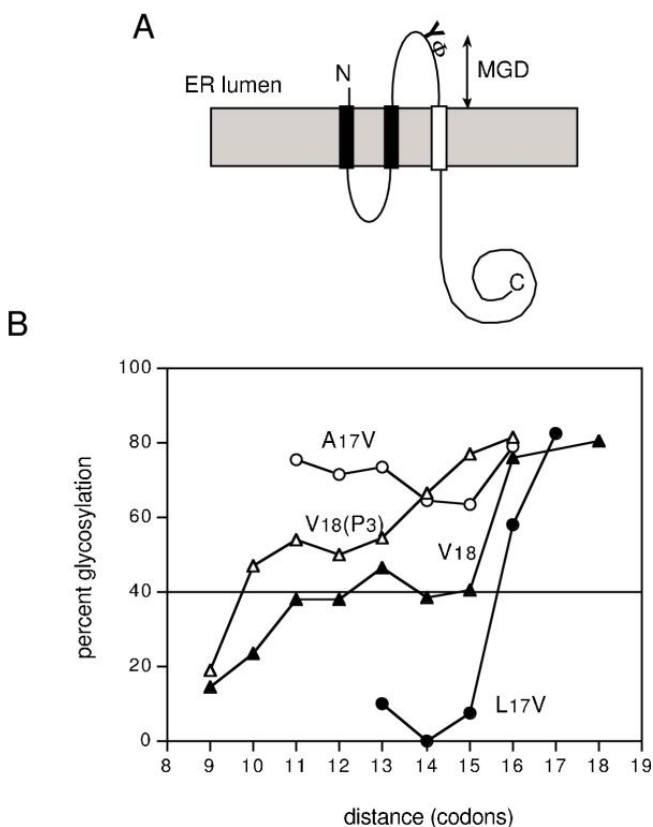 A
Y
Φ
N
MGD
ER lumen
C
B
100
80
60
40
20
0
A17V
V18(P3)
V18
L17V
percent glycosylation
8 9 10 11 12 13 14 15 16 17 18 19
distance (codons)